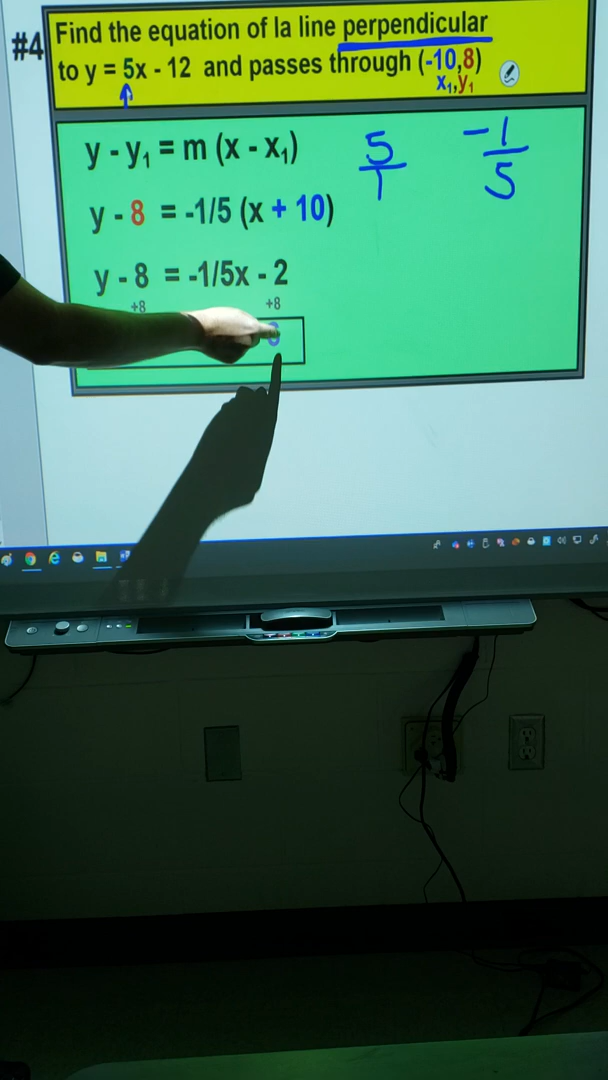 #4
Find the equation of la line perpendicular
to y = 5x - 12 and passes through (-10,8)
x₁,y₁
y - y₁ = m (x - x₁)
5/1
-1/5
y - 8 = -1/5 (x + 10)
y - 8 = -1/5x - 2
+8 +8